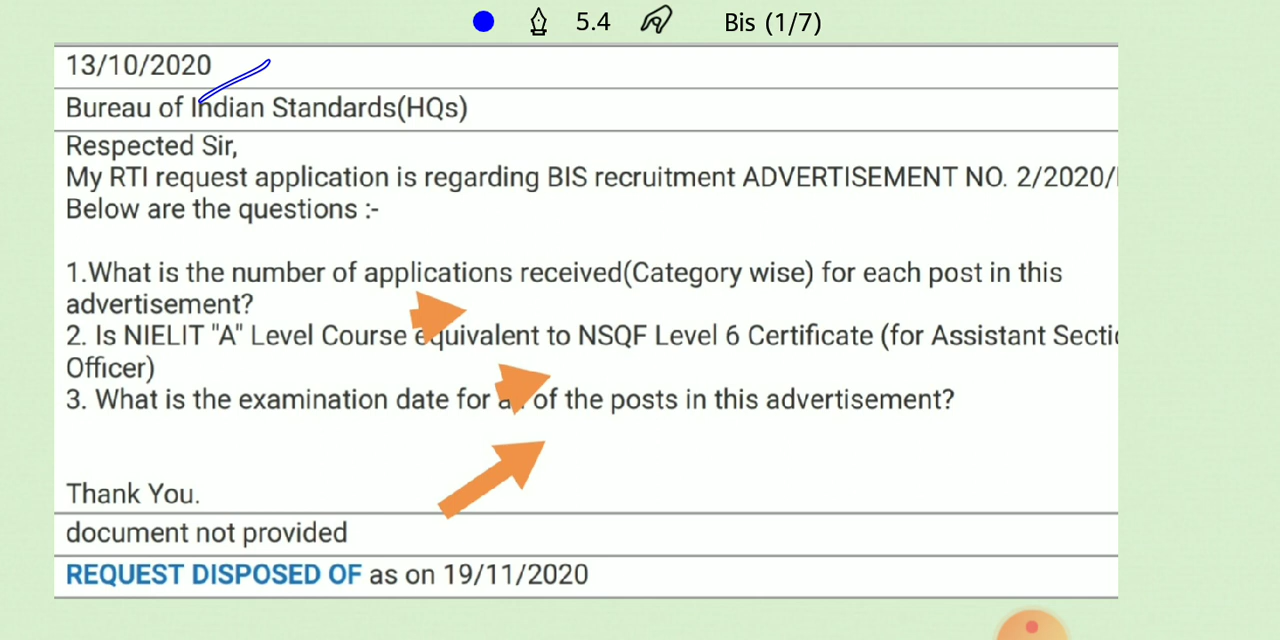 5.4 Bis (1/7)
13/10/2020
Bureau of Indian Standards(HQs)
Respected Sir,
My RTI request application is regarding BIS recruitment ADVERTISEMENT NO. 2/2020/
Below are the questions :-
1.What is the number of applications received(Category wise) for each post in this
advertisement?
2. Is NIELIT "A" Level Course equivalent to NSQF Level 6 Certificate (for Assistant Secti
Officer)
3. What is the examination date for of the posts in this advertisement?
Thank You.
document not provided
REQUEST DISPOSED OF as on 19/11/2020